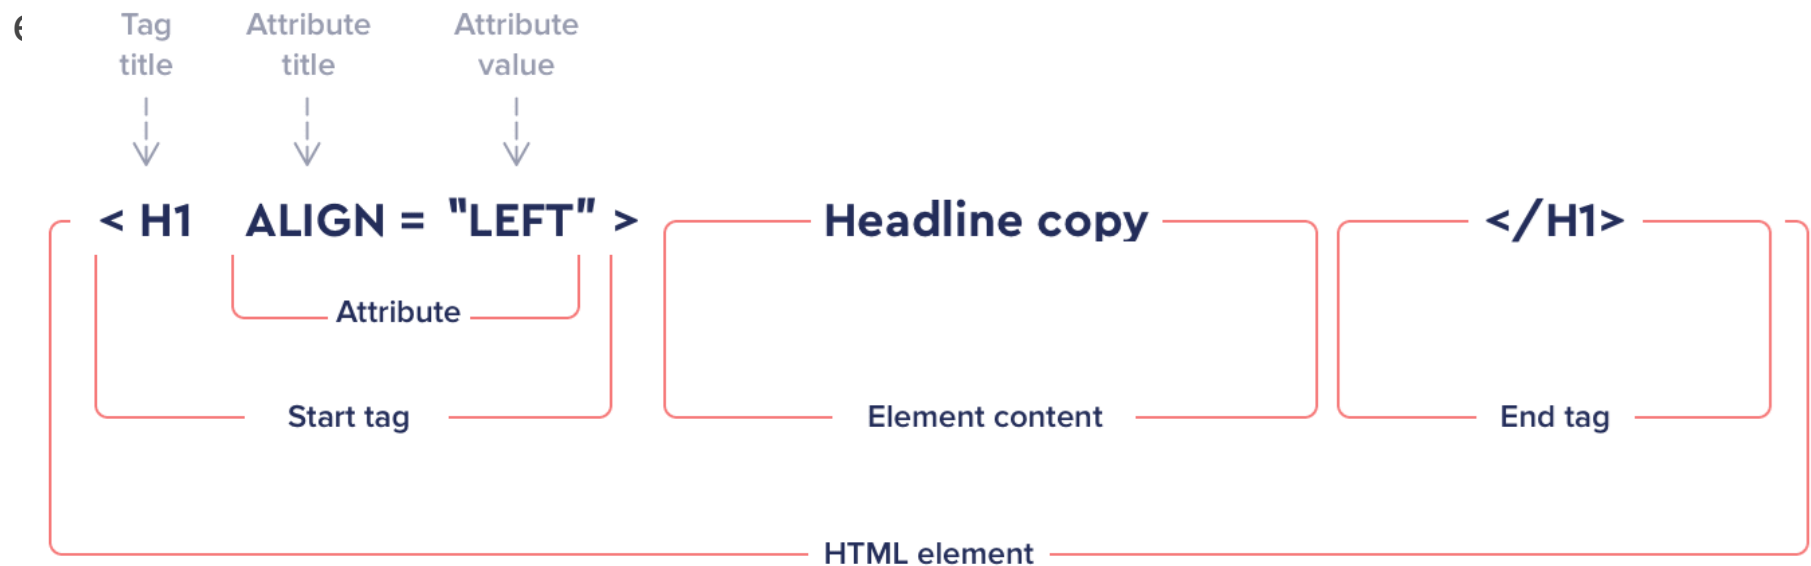 Tag title
Attribute title
Attribute value
< H1 ALIGN = "LEFT" > Headline copy </H1>
Attribute
Start tag
Element content
End tag
HTML element